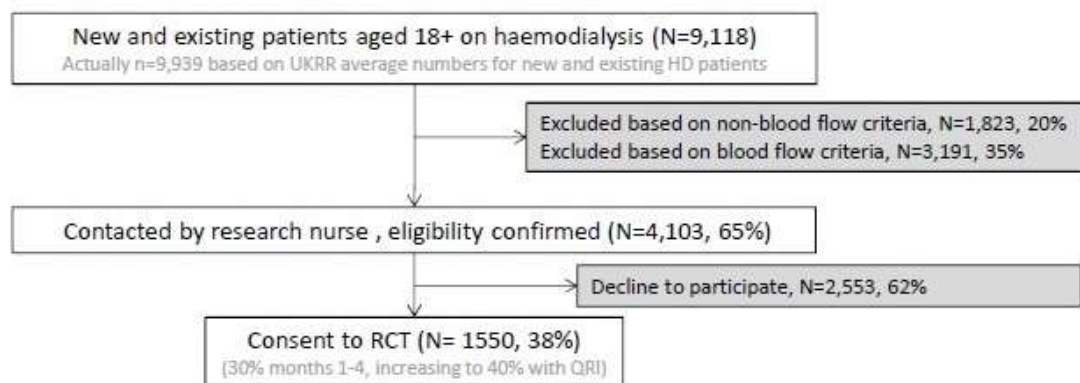 New and existing patients aged 18+ on haemodialysis (N=9,118)
Actually n=9,939 based on UKRR average numbers for new and existing HD patients
Excluded based on non-blood flow criteria, N=1,823, 20%
Excluded based on blood flow criteria, N=3,191, 35%
Contacted by research nurse , eligibility confirmed (N=4,103, 65%)
Decline to participate, N=2,553, 62%
Consent to RCT (N= 1550, 38%)
(30% months 1-4, increasing to 40% with QRI)